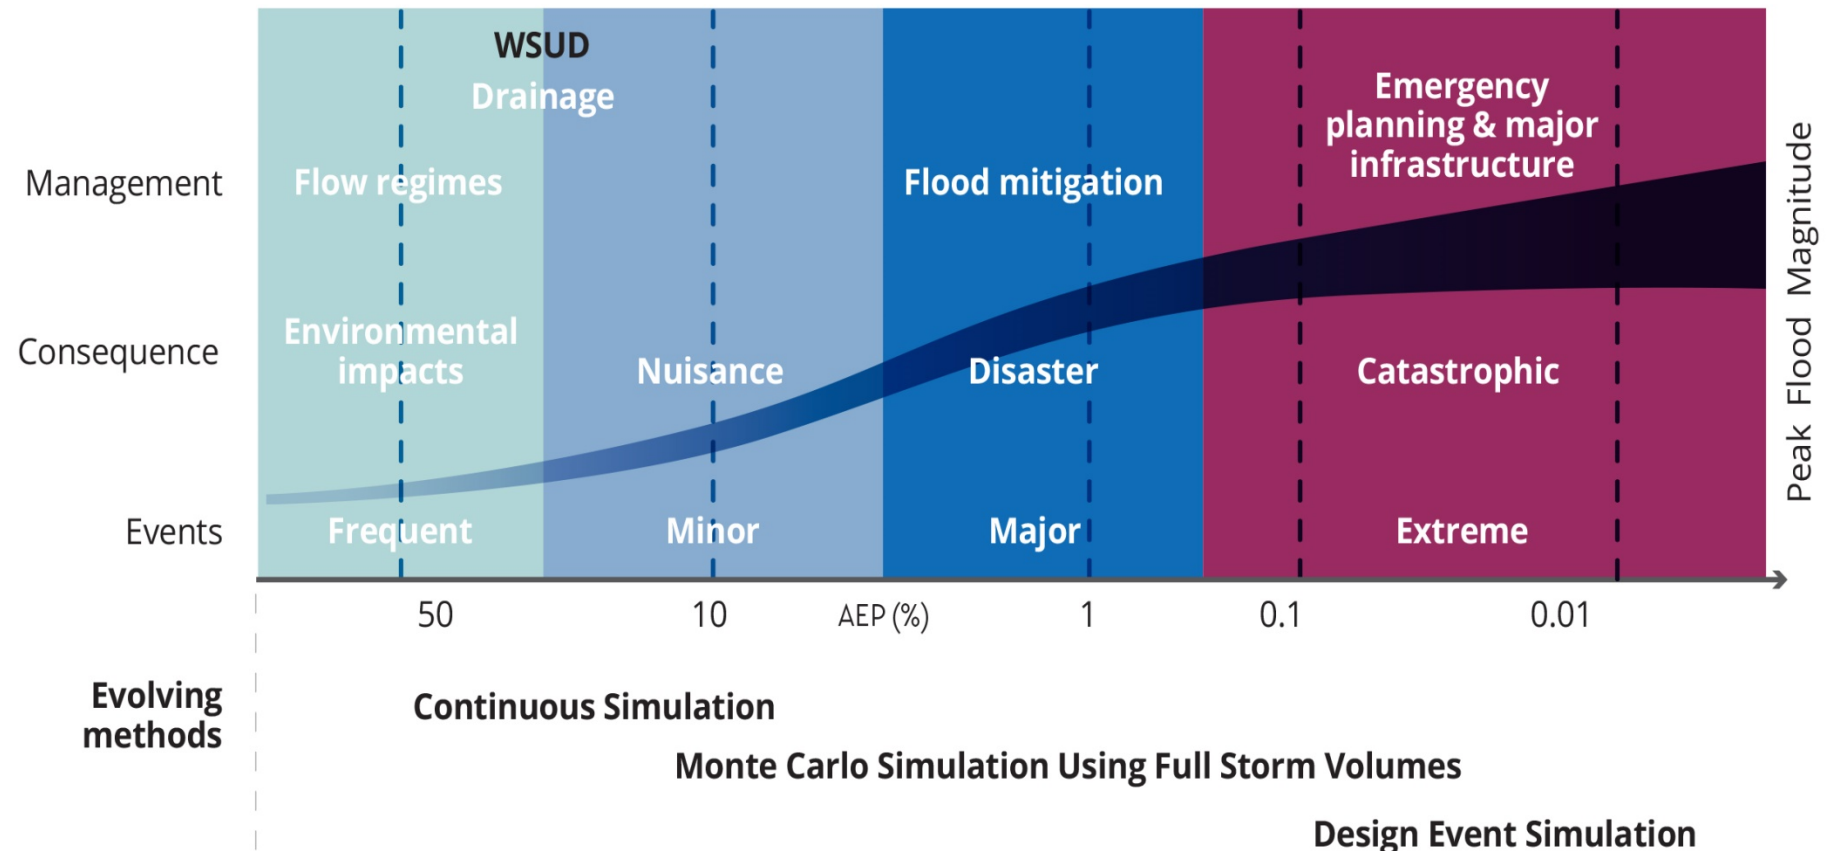 WSUD
Drainage
Emergency
planning & major
infrastructure
Management
Flow regimes
Flood mitigation
Peak Flood Magnitude
Environmental
impacts
Consequence
Nuisance
Disaster
Catastrophic
Events
Frequent
Minor
Major
Extreme
50
10
AEP (%)
1
0.1
0.01
Evolving
methods
Continuous Simulation
Monte Carlo Simulation Using Full Storm Volumes
Design Event Simulation